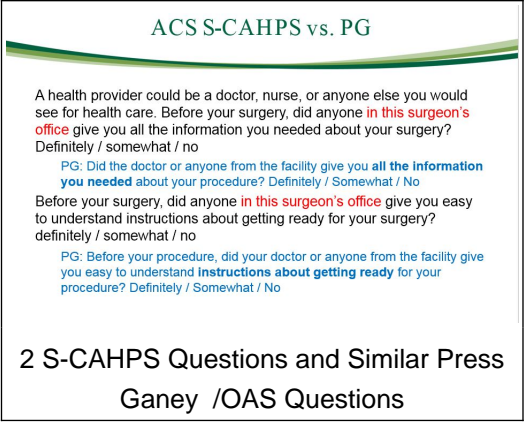 ACS S-CAHPS vs. PG
A health provider could be a doctor, nurse, or anyone else you would
see for health care. Before your surgery, did anyone in this surgeon's
office give you all the information you needed about your surgery?
Definitely / somewhat / no
PG: Did the doctor or anyone from the facility give you all the information
you needed about your procedure? Definitely / Somewhat / No
Before your surgery, did anyone in this surgeon's office give you easy
to understand instructions about getting ready for your surgery?
definitely / somewhat / no
PG: Before your procedure, did your doctor or anyone from the facility give
you easy to understand instructions about getting ready for your
procedure? Definitely / Somewhat / No
2 S-CAHPS Questions and Similar Press
Ganey /OAS Questions